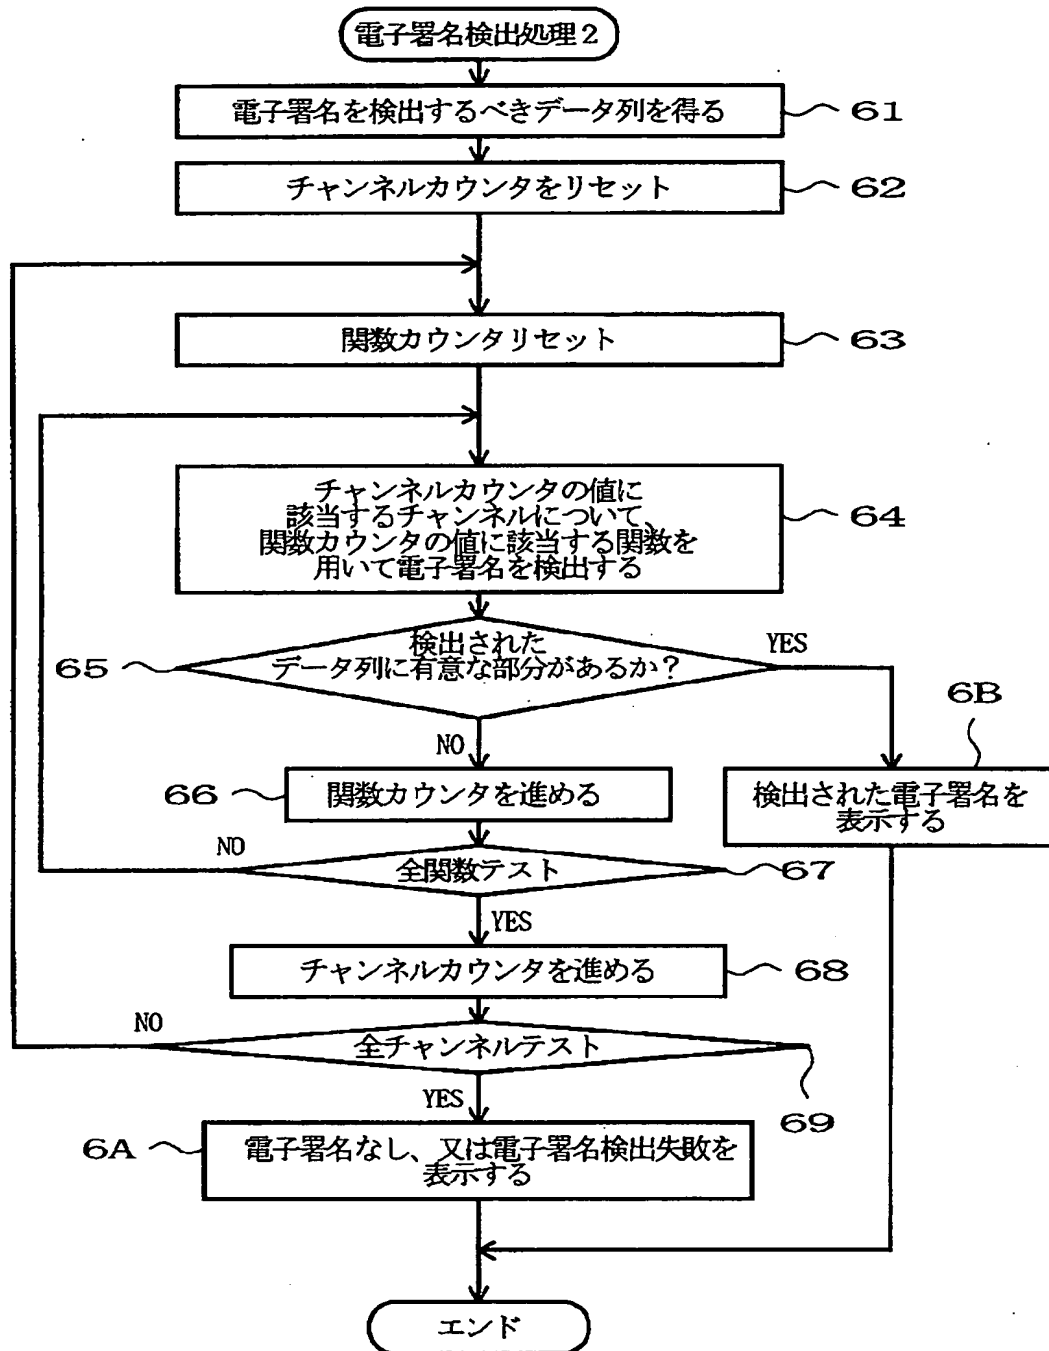 電子署名検出処理2
電子署名を検出するべきデータ列を得る
61
チャンネルカウンタをリセット
62
関数カウンタリセット
63
チャンネルカウンタの値に
該当するチャンネルについて、
関数カウンタの値に該当する関数を
用いて電子署名を検出する
64
検出された
データ列に有意な部分があるか?
65
YES
NO
6B
検出された電子署名を
表示する
66
関数カウンタを進める
NO
全関数テスト
67
YES
チャンネルカウンタを進める
68
NO
全チャンネルテスト
69
YES
6A
電子署名なし、又は電子署名検出失敗を
表示する
エンド